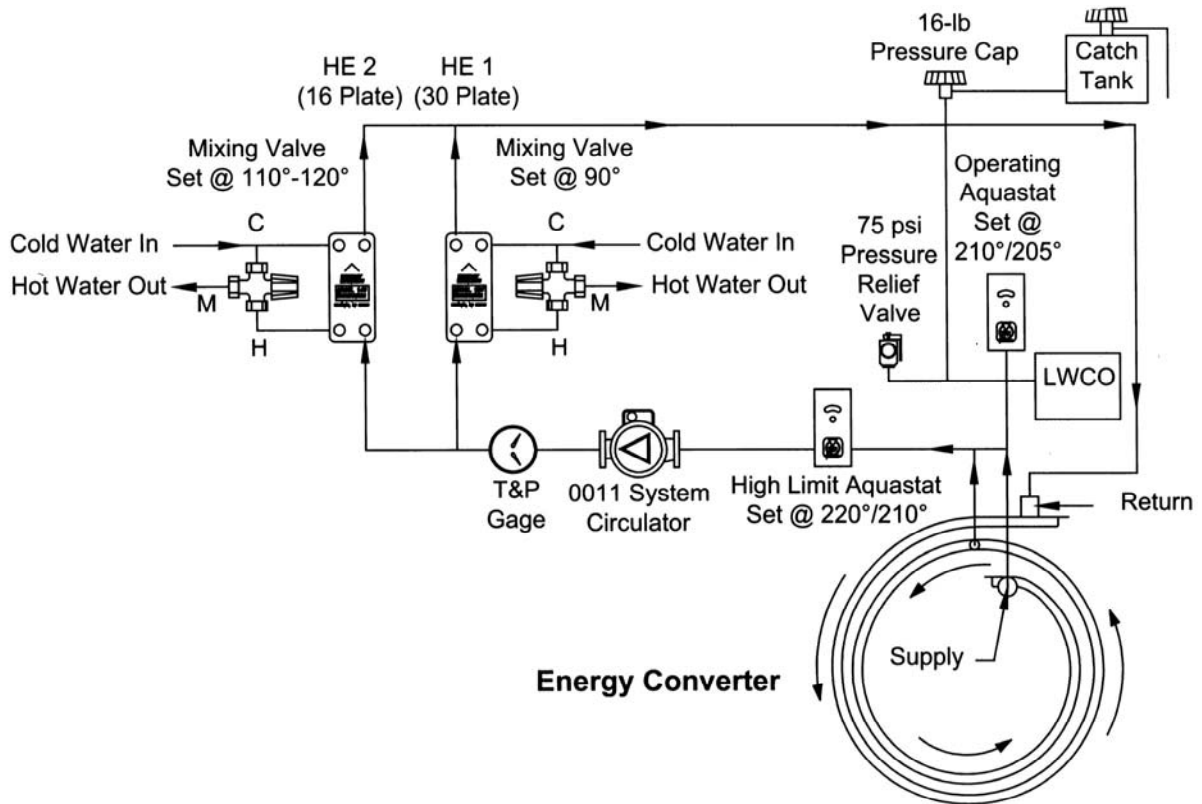 16-lb
Pressure Cap
Catch
Tank
HE 2
(16 Plate)
HE 1
(30 Plate)
Mixing Valve
Set @ 110°-120°
Mixing Valve
Set @ 90°
Operating
Aquastat
Set @
210°/205°
C
C
Cold Water In
Cold Water In
75 psi
Pressure
Relief
Valve
Hot Water Out
M
M
Hot Water Out
H
H
LWCO
T&P
Gage
0011 System
Circulator
High Limit Aquastat
Set @ 220°/210°
Return
Supply
Energy Converter